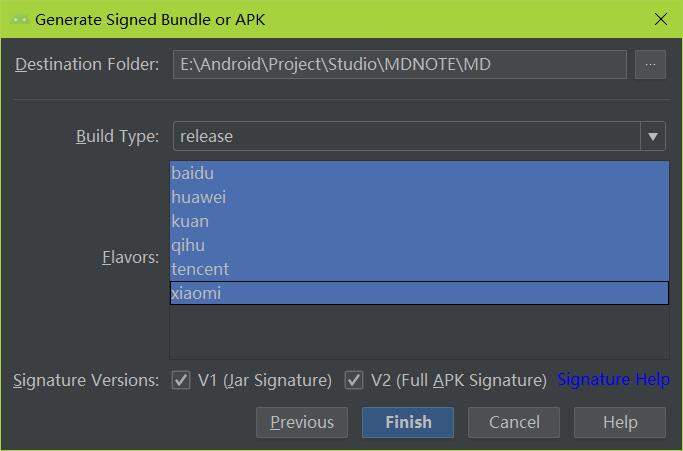 Generate Signed Bundle or APK
Destination Folder: E:\Android\Project\Studio\MDNOTE\MD ...
Build Type: release
Flavors:
baidu
huawei
kuan
qihu
tencent
xiaomi
Signature Versions: V1 (Jar Signature) V2 (Full APK Signature) Signature Help
Previous Finish Cancel Help